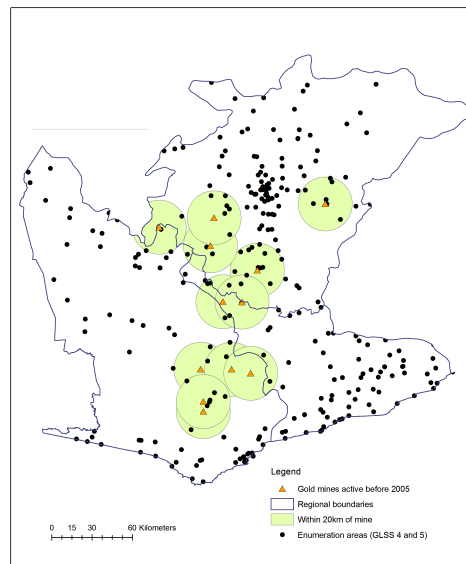 Legend
Gold mines active before 2005
Regional boundaries
Within 20km of mine
Enumeration areas (GLSS 4 and 5)
0 15 30 60 Kilometers